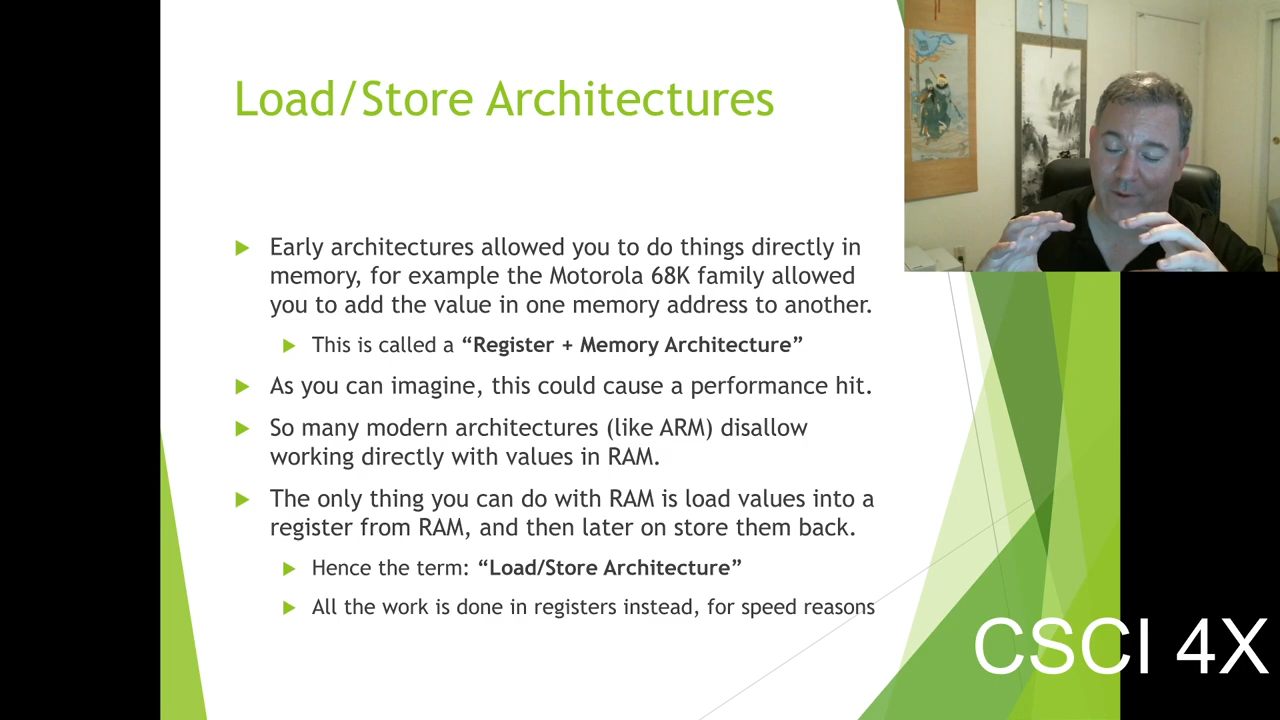 Load/Store Architectures
Early architectures allowed you to do things directly in
memory, for example the Motorola 68K family allowed
you to add the value in one memory address to another.
This is called a “Register + Memory Architecture”
As you can imagine, this could cause a performance hit.
So many modern architectures (like ARM) disallow
working directly with values in RAM.
The only thing you can do with RAM is load values into a
register from RAM, and then later on store them back.
Hence the term: “Load/Store Architecture”
All the work is done in registers instead, for speed reasons
CSCI 4X